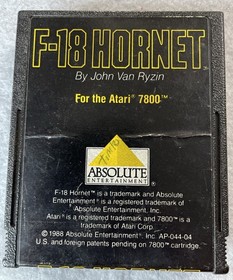 F-18 HORNET™
By John Van Ryzin
For the Atari® 7800™
ABSOLUTE
ENTERTAINMENT™
F-18 Hornet™ is a trademark and Absolute
Entertainment® is a registered trademark of
Absolute Entertainment, Inc.
Atari® is a registered trademark and 7800™ is a
trademark of Atari Corp.
©1988 Absolute Entertainment, Inc. AP-044-04
U.S. and foreign patents pending on 7800™ cartridge.